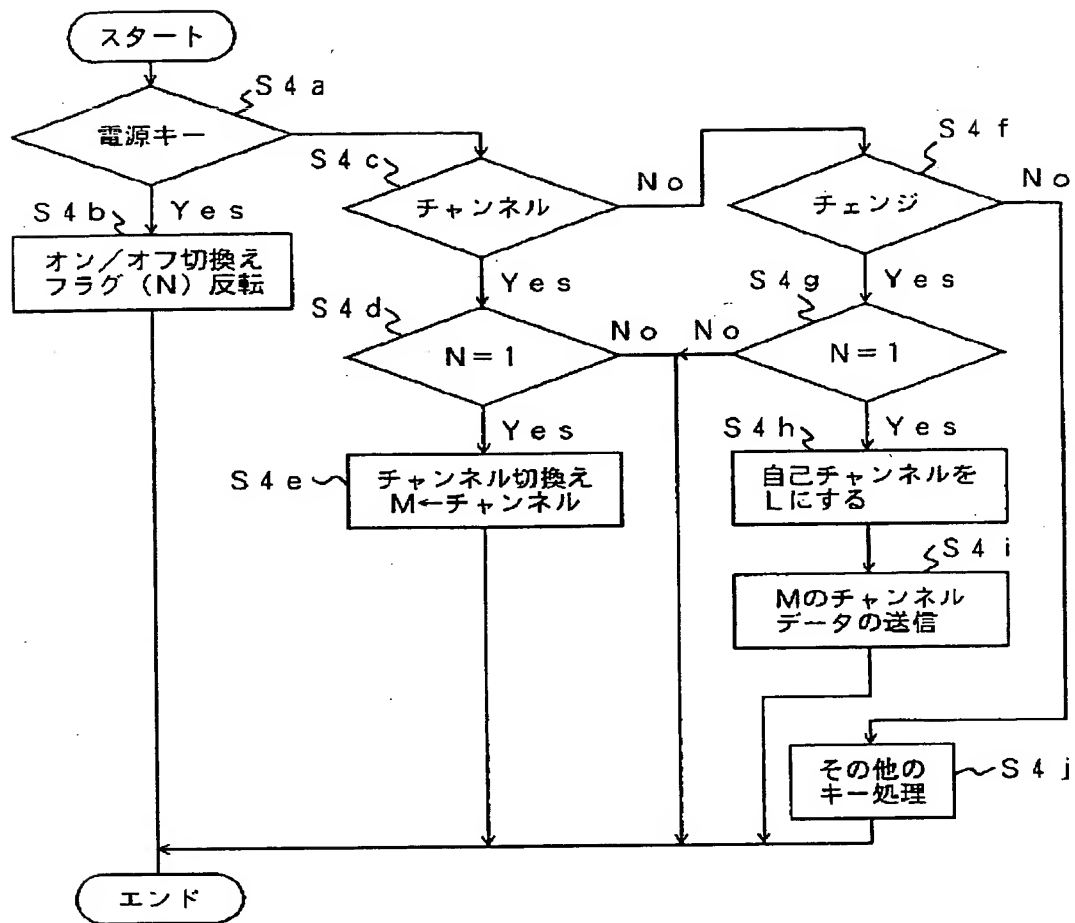 スタート
S4a
電源キー
S4b
Yes
オン／オフ切換え
フラグ（N）反転
S4c
チャンネル
No
Yes
S4d
N＝1
No
Yes
S4e
チャンネル切換え
M←チャンネル
S4f
チェンジ
No
Yes
S4g
No
N＝1
Yes
S4h
自己チャンネルを
Lにする
S4i
Mのチャンネル
データの送信
その他の
キー処理
S4j
エンド